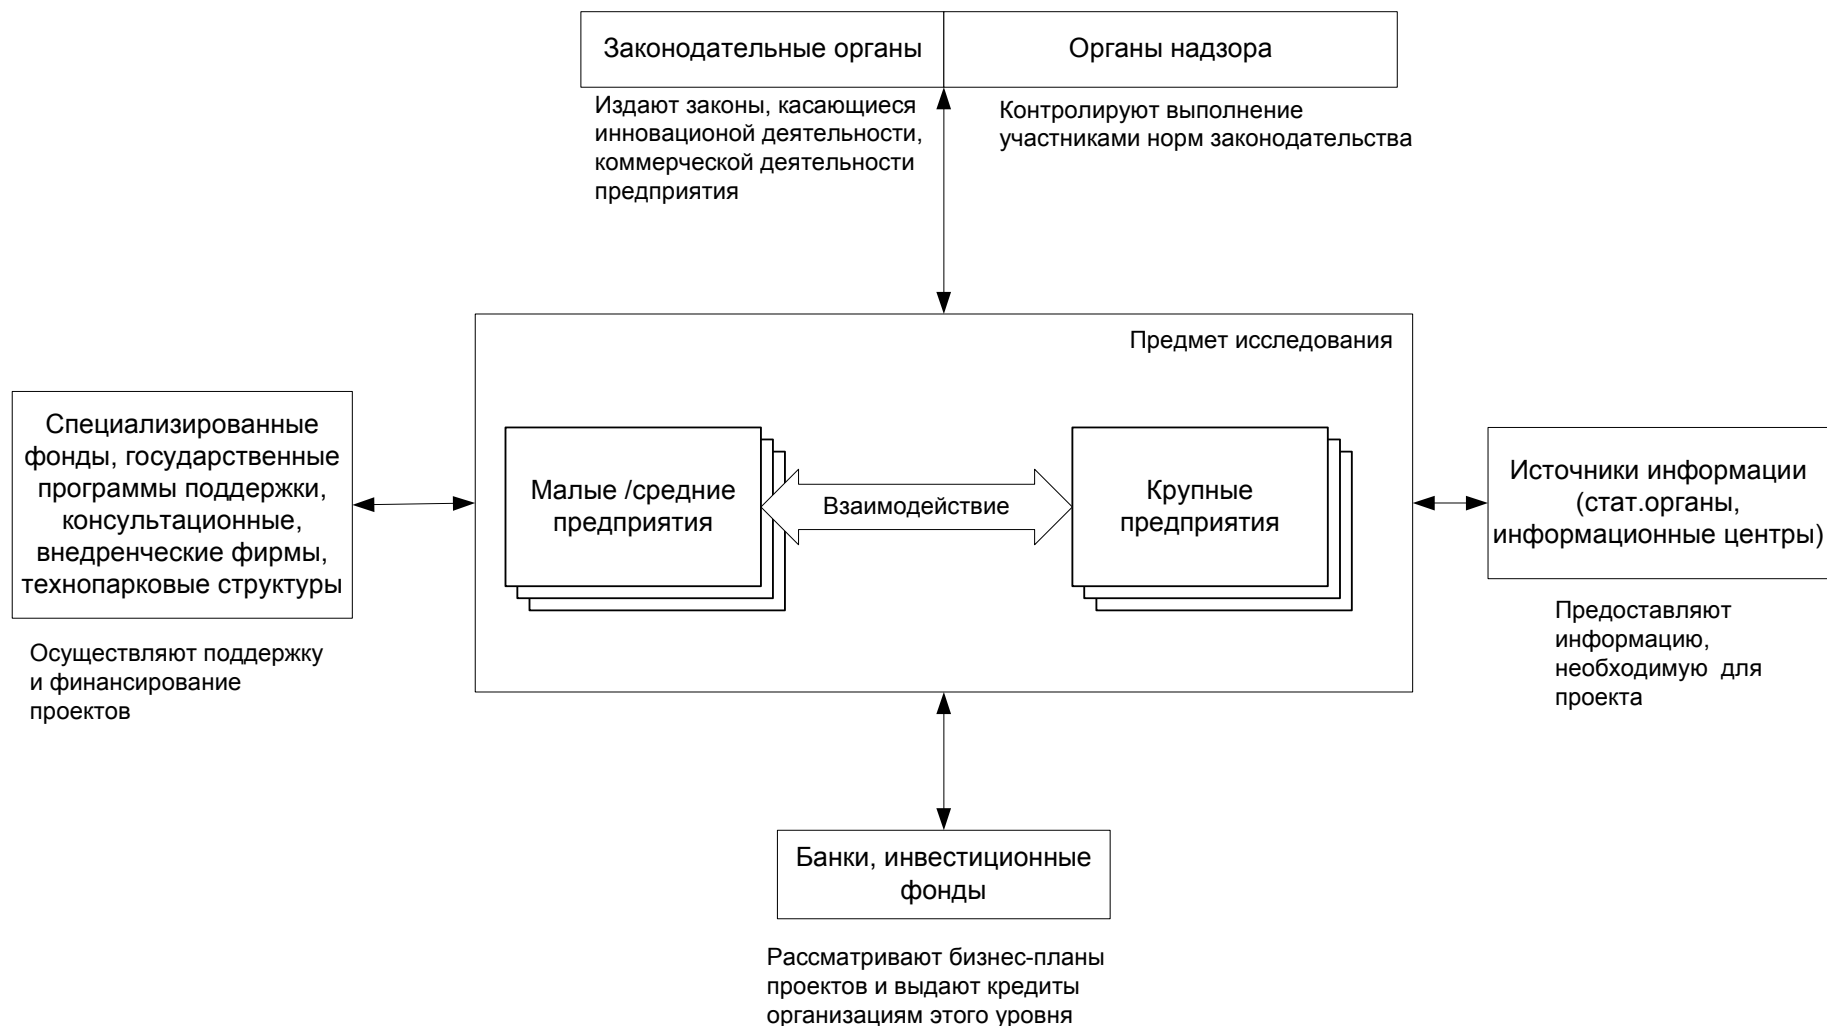 Законодательные органы
Органы надзора
Издают законы, касающиеся
инновационой деятельности,
коммерческой деятельности
предприятия
Контролируют выполнение
участниками норм законодательства
Предмет исследования
Специализированные
фонды, государственные
программы поддержки,
консультационные,
внедренческие фирмы,
технопарковые структуры
Осуществляют поддержку
и финансирование
проектов
Малые /средние
предприятия
Взаимодействие
Крупные
предприятия
Источники информации
(стат.органы,
информационные центры)
Предоставляют
информацию,
необходимую для
проекта
Банки, инвестиционные
фонды
Рассматривают бизнес-планы
проектов и выдают кредиты
организациям этого уровня